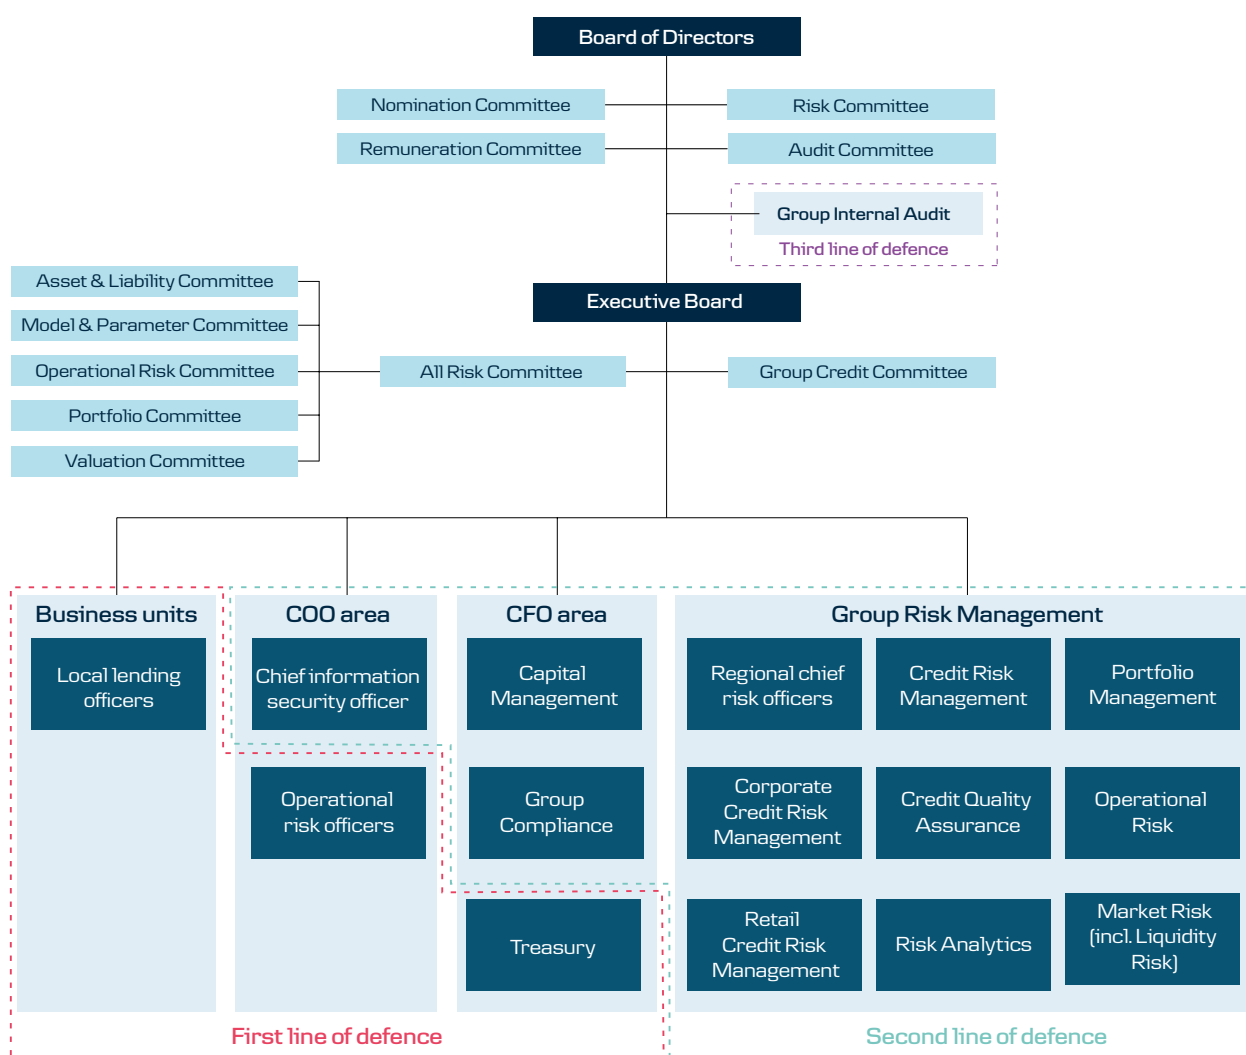 Board of Directors
Nomination Committee
Risk Committee
Remuneration Committee
Audit Committee
Group Internal Audit
Third line of defence
Asset & Liability Committee
Executive Board
Model & Parameter Committee
Operational Risk Committee
All Risk Committee
Group Credit Committee
Portfolio Committee
Valuation Committee
Business units
Local lending
officers
COO area
Chief information
security officer
Operational
risk officers
CFO area
Capital
Management
Group
Compliance
Treasury
Group Risk Management
Regional chief
risk officers
Credit Risk
Management
Portfolio
Management
Corporate
Credit Risk
Management
Credit Quality
Assurance
Operational
Risk
Retail
Credit Risk
Management
Risk Analytics
Market Risk
(incl. Liquidity
Risk)
First line of defence
Second line of defence